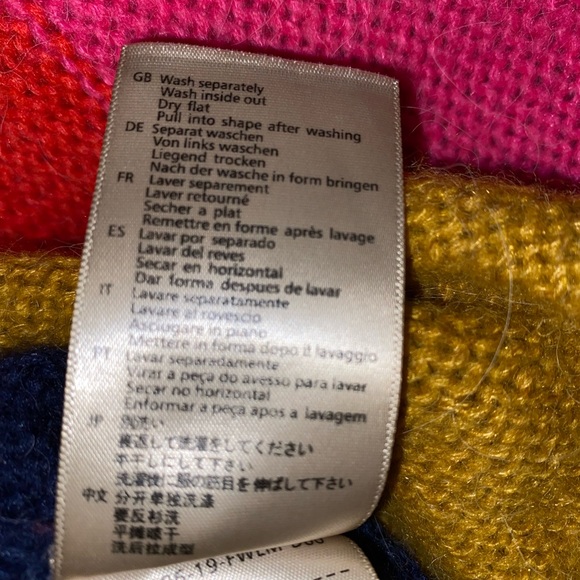 GB Wash separately
Wash inside out
Dry flat
Pull into shape after washing
DE Separat waschen
Von links waschen
Liegend trocken
Nach der wasche in form bringen
FR Laver separement
Laver retourné
Secher a plat
Remettre en forme après lavage
ES Lavar por separado
Lavar del reves
Secar en horizontal
Dar forma despues de lavar
IT Lavare separatamente
Lavare al rovescio
Asciugare in piano
Mettere in forma dopo il lavaggio
PT Lavar separadamente
Virar a peça do avesso para lavar
Secar no horizontal
Enformar a peça apos a lavagem
JP 別洗い
裏返して洗濯をしてください
水干しにして下さい
洗濯後に服の筋目を伸ばして下さい
中文 分开单独洗涤
要反衫洗
平摊晾干
洗后拉成型